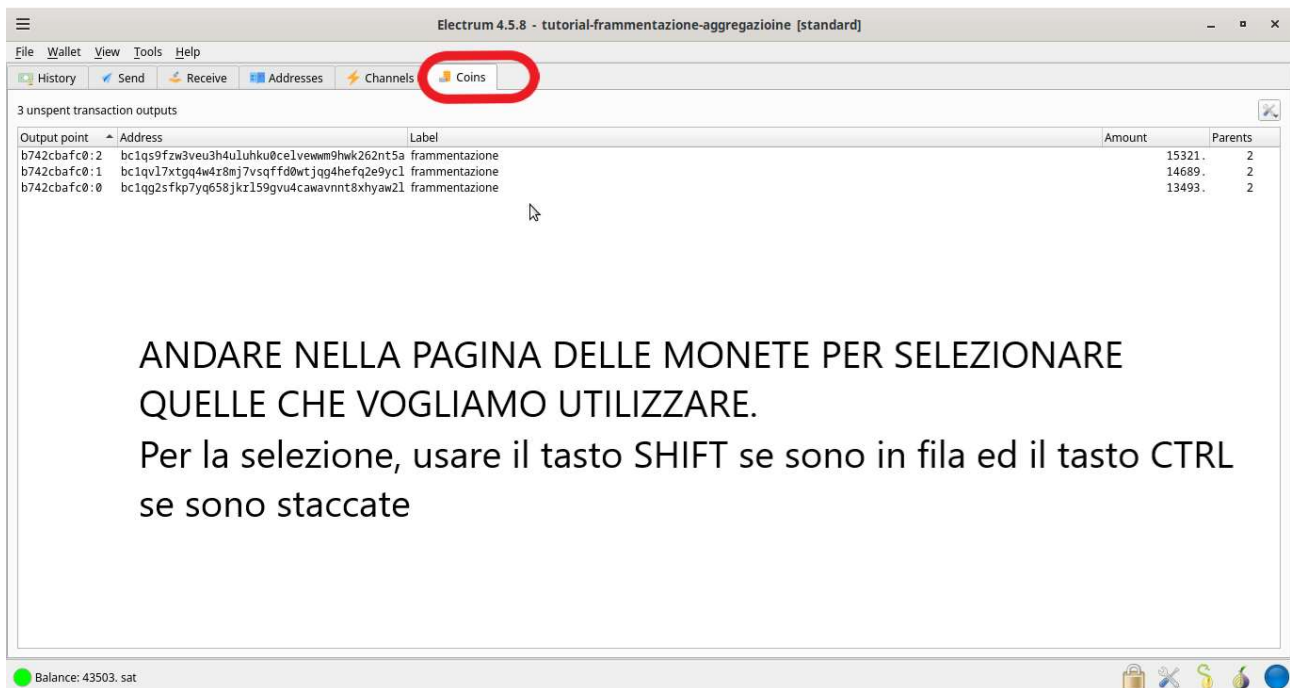 Electrum 4.5.8 - tutorial-frammentazione-aggregazioine [standard]
File Wallet View Tools Help
History Send Receive Addresses Channels Coins
3 unspent transaction outputs
Output point Address Label Amount Parents
b742cbafc0:2 bc1qs9fzw3veu3h4uluhku0celvewwm9hwk262nt5a frammentazione 15321. 2
b742cbafc0:1 bc1qvl7xtgq4w4r8mj7vsqffd0wtjqg4hefq2e9ycl frammentazione 14689. 2
b742cbafc0:0 bc1qg2sfkp7yq658jkrl59gvu4cawavnnt8xhyaw2l frammentazione 13493. 2
ANDARE NELLA PAGINA DELLE MONETE PER SELEZIONARE
QUELLE CHE VOGLIAMO UTILIZZARE.
Per la selezione, usare il tasto SHIFT se sono in fila ed il tasto CTRL
se sono staccate
Balance: 43503. sat